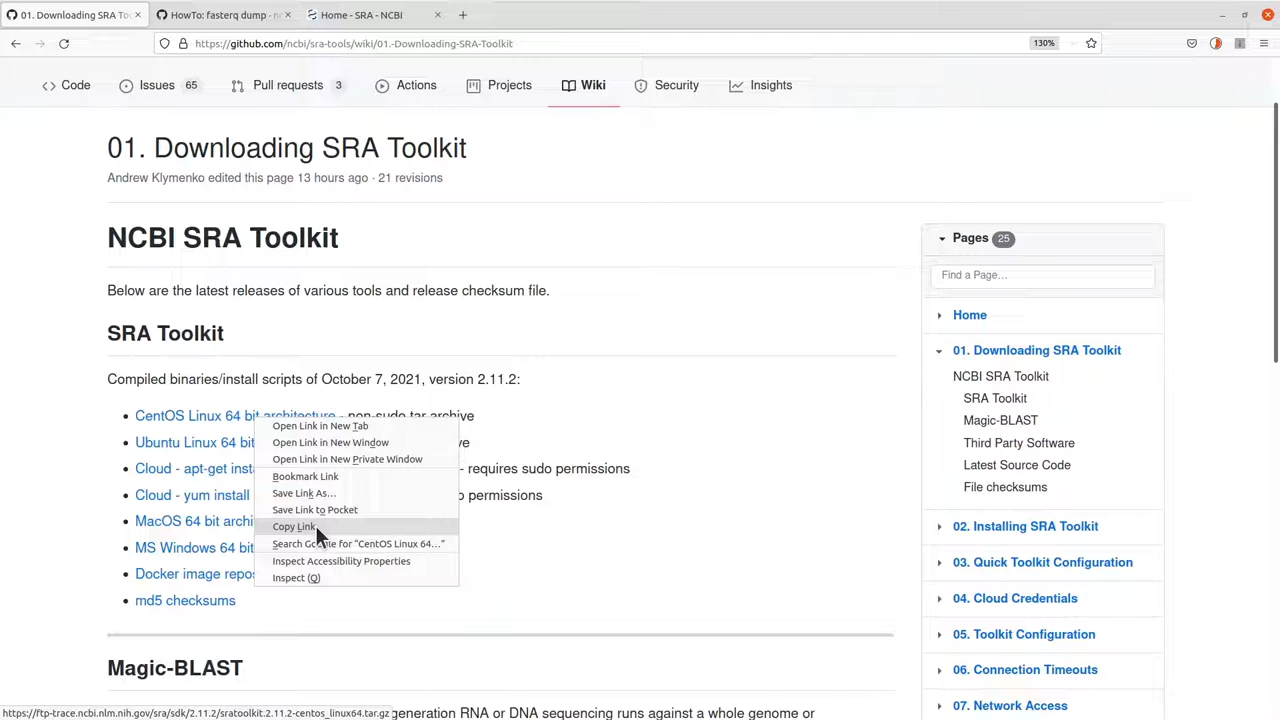 01. Downloading SRA Toolkit
HowTo: fasterq dump · n
Home - SRA - NCBI
https://github.com/ncbi/sra-tools/wiki/01.-Downloading-SRA-Toolkit
130%
Code
Issues 65
Pull requests 3
Actions
Projects
Wiki
Security
Insights
01. Downloading SRA Toolkit
Andrew Klymenko edited this page 13 hours ago · 21 revisions
NCBI SRA Toolkit
Below are the latest releases of various tools and release checksum file.
SRA Toolkit
Compiled binaries/install scripts of October 7, 2021, version 2.11.2:
CentOS Linux 64 bit architecture - non-sudo tar archive
Ubuntu Linux 64 bit
Cloud - apt-get - requires sudo permissions
Cloud - yum install permissions
MacOS 64 bit
MS Windows 64 bit
Docker image
md5 checksums
Open Link in New Tab
Open Link in New Window
Open Link in New Private Window
Bookmark Link
Save Link As...
Save Link to Pocket
Copy Link
Search Google for "CentOS Linux 64..."
Inspect Accessibility Properties
Inspect (Q)
Magic-BLAST
generation RNA or DNA sequencing runs against a whole genome or
Pages 25
Find a Page...
Home
01. Downloading SRA Toolkit
NCBI SRA Toolkit
SRA Toolkit
Magic-BLAST
Third Party Software
Latest Source Code
File checksums
02. Installing SRA Toolkit
03. Quick Toolkit Configuration
04. Cloud Credentials
05. Toolkit Configuration
06. Connection Timeouts
07. Network Access
https://ftp-trace.ncbi.nlm.nih.gov/sra/sdk/2.11.2/sratoolkit.2.11.2-centos_linux64.tar.gz